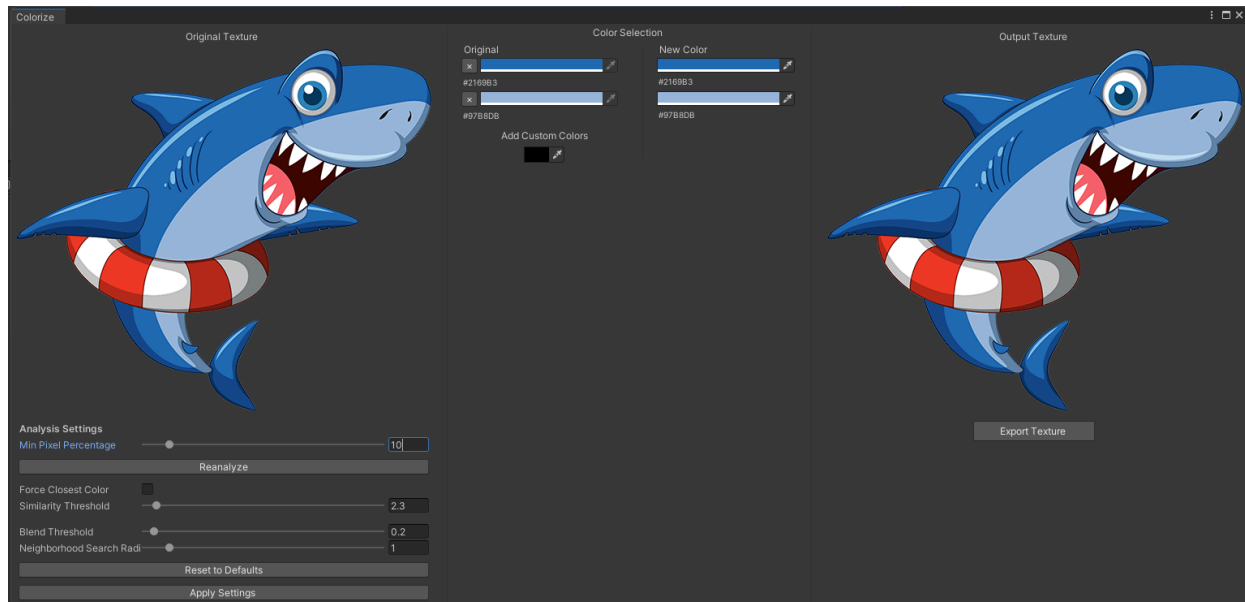 Colorize
Original Texture
Analysis Settings
Min Pixel Percentage
10
Reanalyze
Force Closest Color
Similarity Threshold
2.3
Blend Threshold
0.2
Neighborhood Search Radi
1
Reset to Defaults
Apply Settings
Color Selection
Original
New Color
#2169B3
#2169B3
#97B8DB
#97B8DB
Add Custom Colors
Output Texture
Export Texture